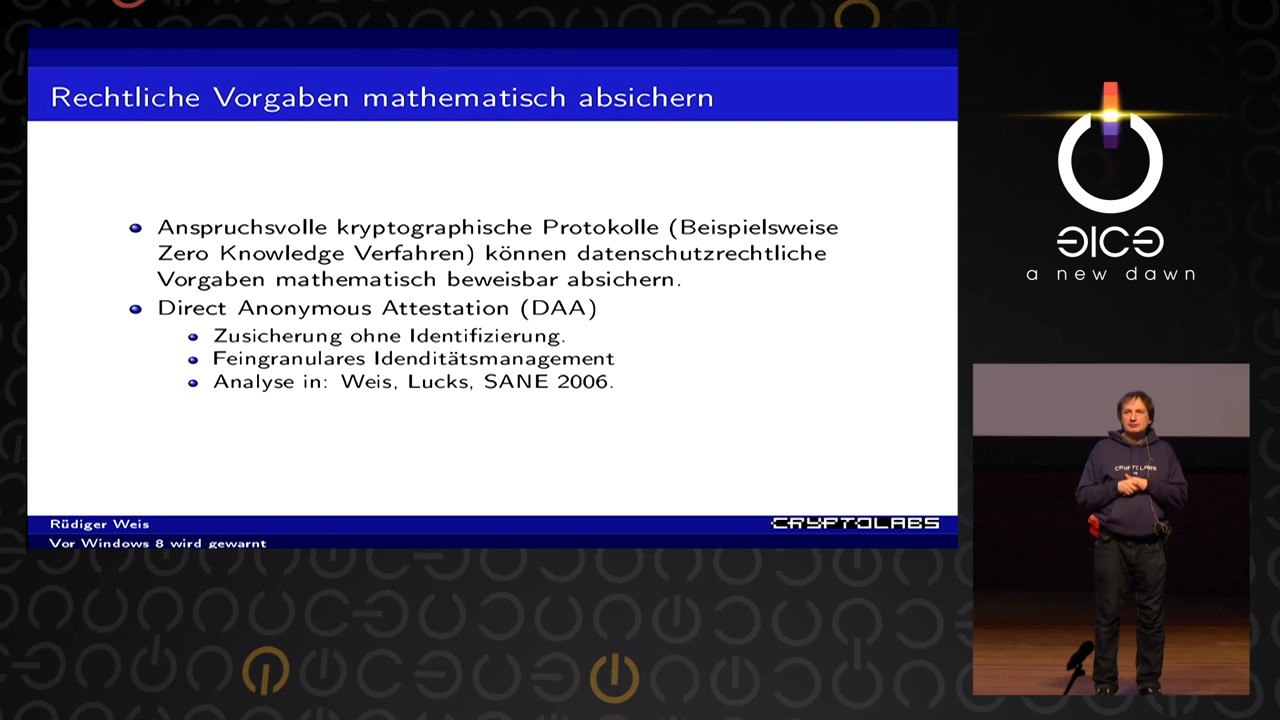 Rechtliche Vorgaben mathematisch absichern
Anspruchsvolle kryptographische Protokolle (Beispielsweise
Zero Knowledge Verfahren) können datenschutzrechtliche
Vorgaben mathematisch beweisbar absichern.
Direct Anonymous Attestation (DAA)
Zusicherung ohne Identifizierung.
Feingranulares Idenditätsmanagement
Analyse in: Weis, Lucks, SANE 2006.
Rüdiger Weis
CRYPTOLABS
Vor Windows 8 wird gewarnt
a new dawn
CRYPTOLABS